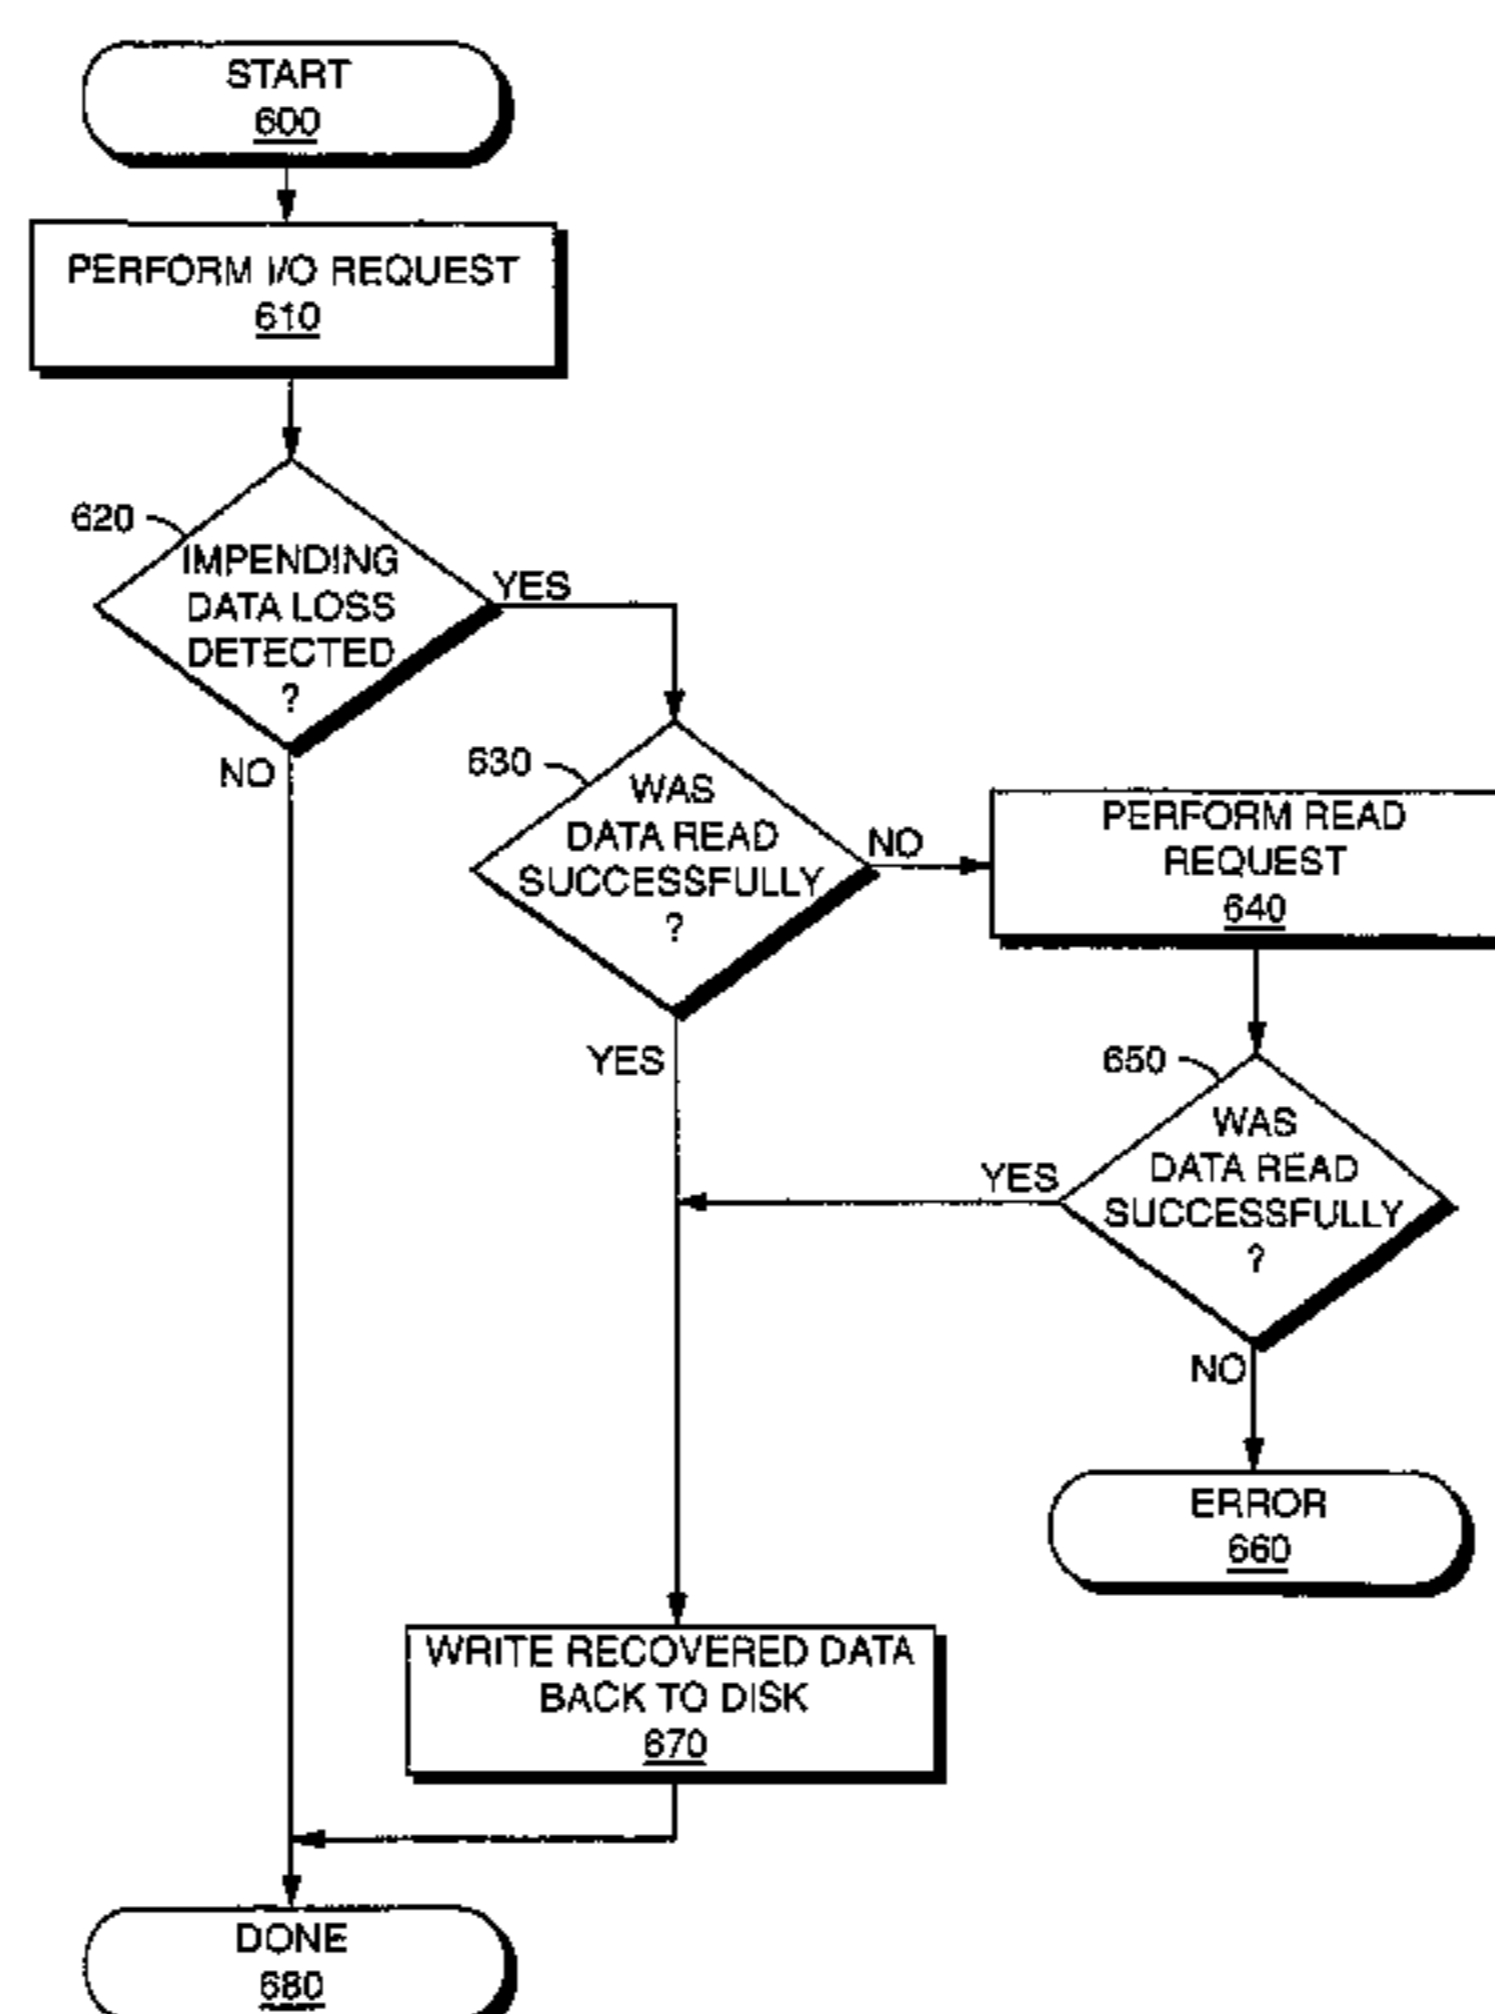 START
600
PERFORM I/O REQUEST
610
620
IMPENDING
DATA LOSS
DETECTED
?
YES
NO
630
WAS
DATA READ
SUCCESSFULLY
?
NO
YES
PERFORM READ
REQUEST
640
650
WAS
DATA READ
SUCCESSFULLY
?
YES
NO
ERROR
660
WRITE RECOVERED DATA
BACK TO DISK
670
DONE
680